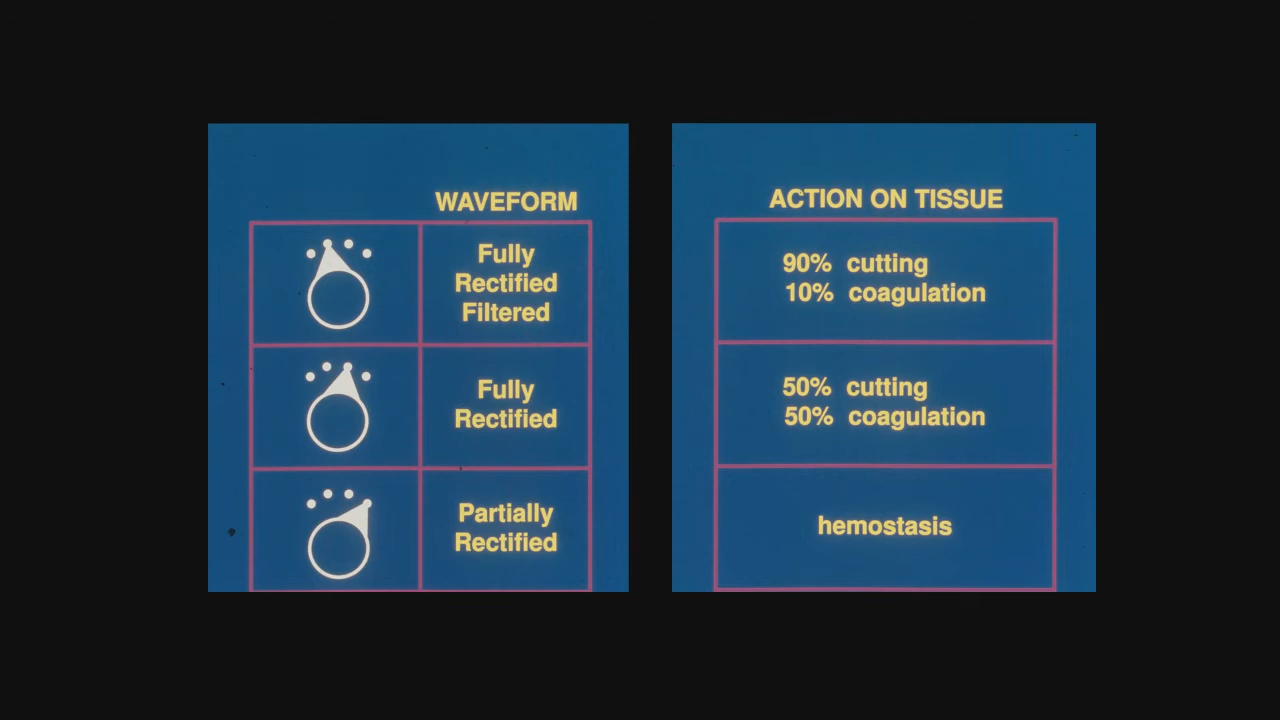 WAVEFORM
Fully
Rectified
Filtered
Fully
Rectified
Partially
Rectified
ACTION ON TISSUE
90% cutting
10% coagulation
50% cutting
50% coagulation
hemostasis